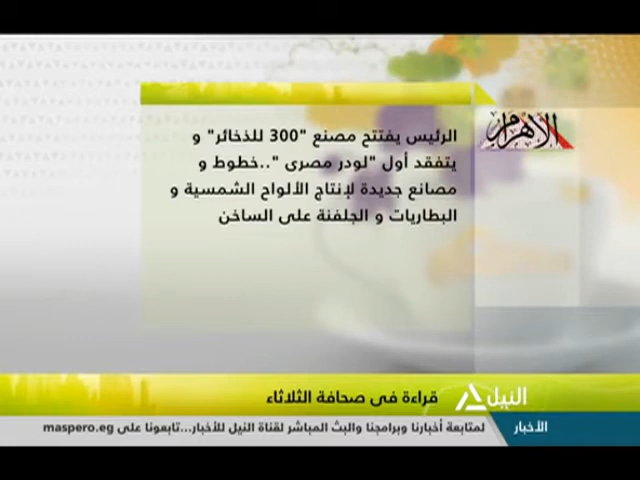 الأهرام
الرئيس يفتتح مصنع "300 للذخائر" و
يتفقد أول "لودر مصرى "..خطوط و
مصانع جديدة لإنتاج الألواح الشمسية و
البطاريات و الجلفنة على الساخن
النيل
قراءة فى صحافة الثلاثاء
الأخبار
لمتابعة أخبارنا وبرامجنا والبث المباشر لقناة النيل للأخبار...تابعونا على maspero.eg